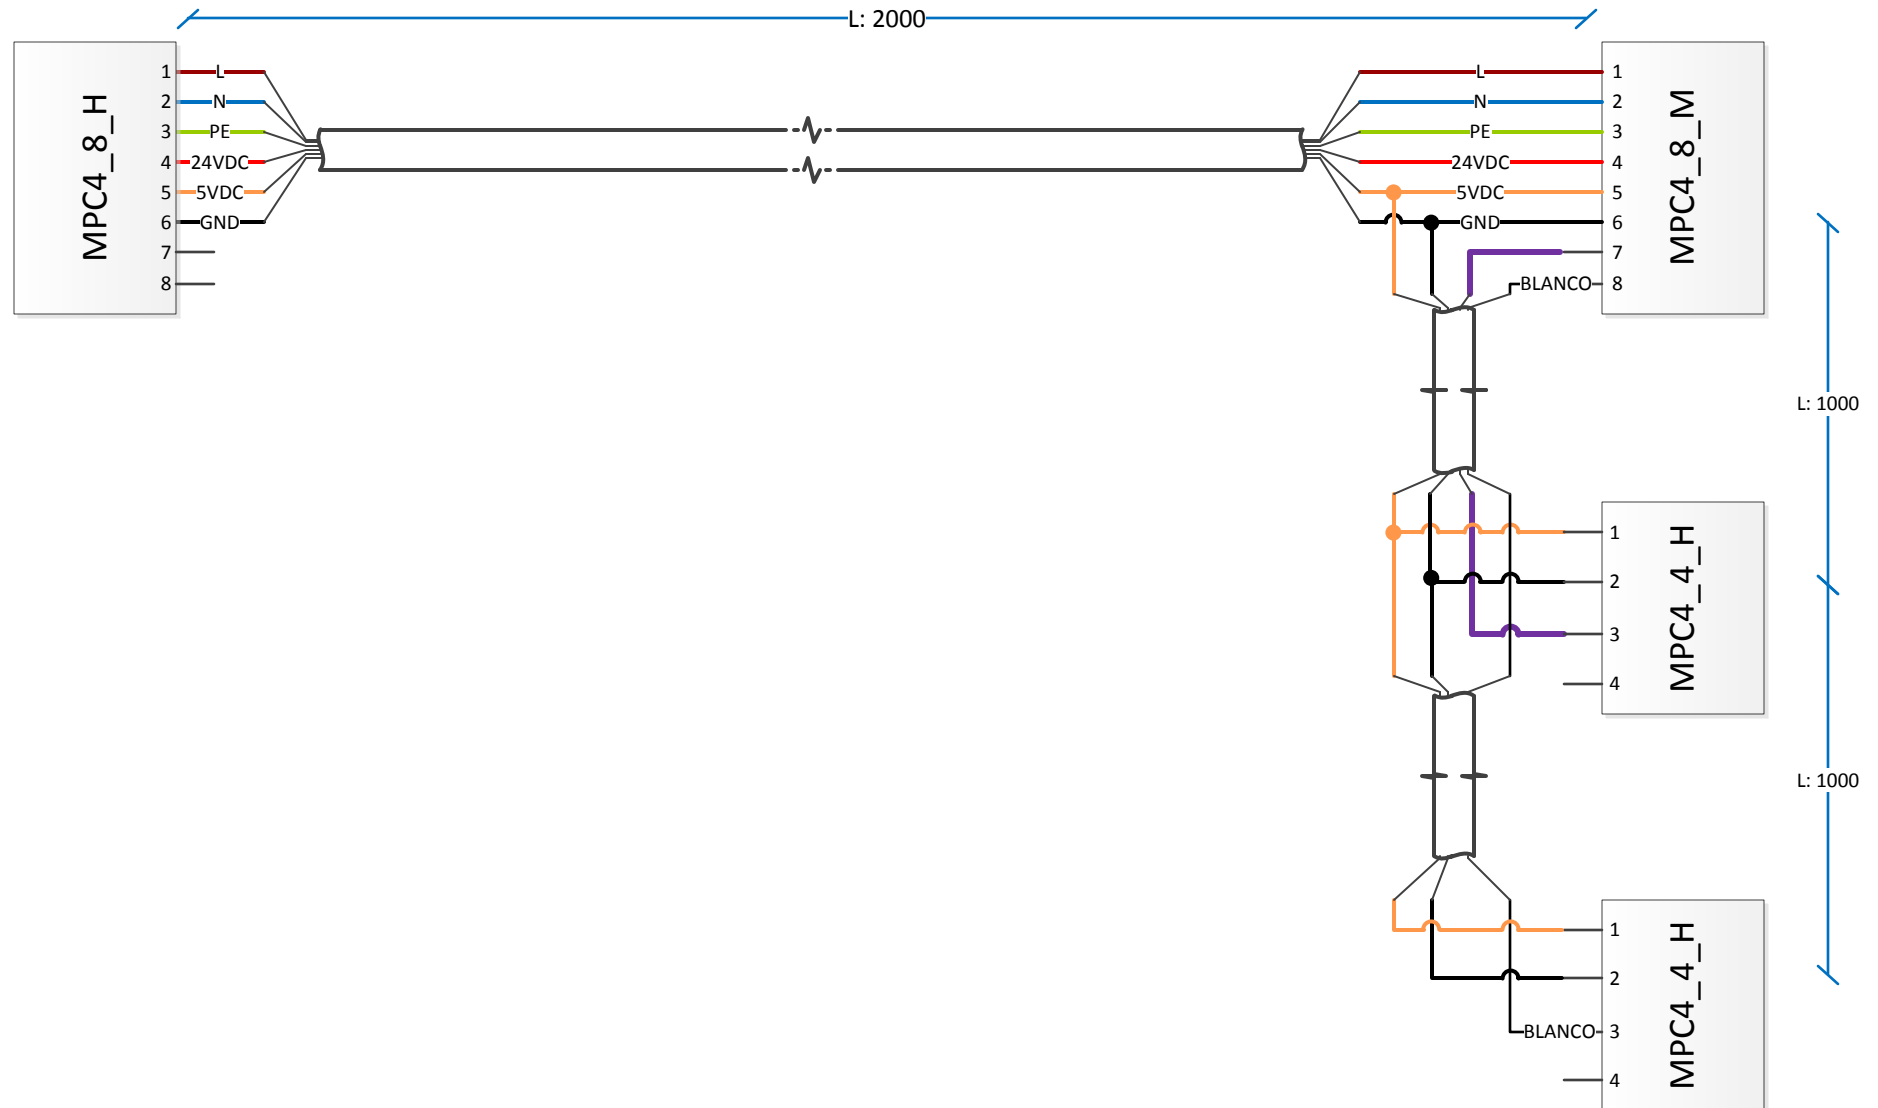 L: 2000
MPC4_8_H
1 L
2 N
3 PE
4 24VDC
5 5VDC
6 GND
7
8
L 1
N 2
PE 3
24VDC 4
5VDC 5
GND 6
7
BLANCO 8
MPC4_8_M
L: 1000
1
2
3
4
MPC4_4_H
L: 1000
1
2
BLANCO 3
4
MPC4_4_H